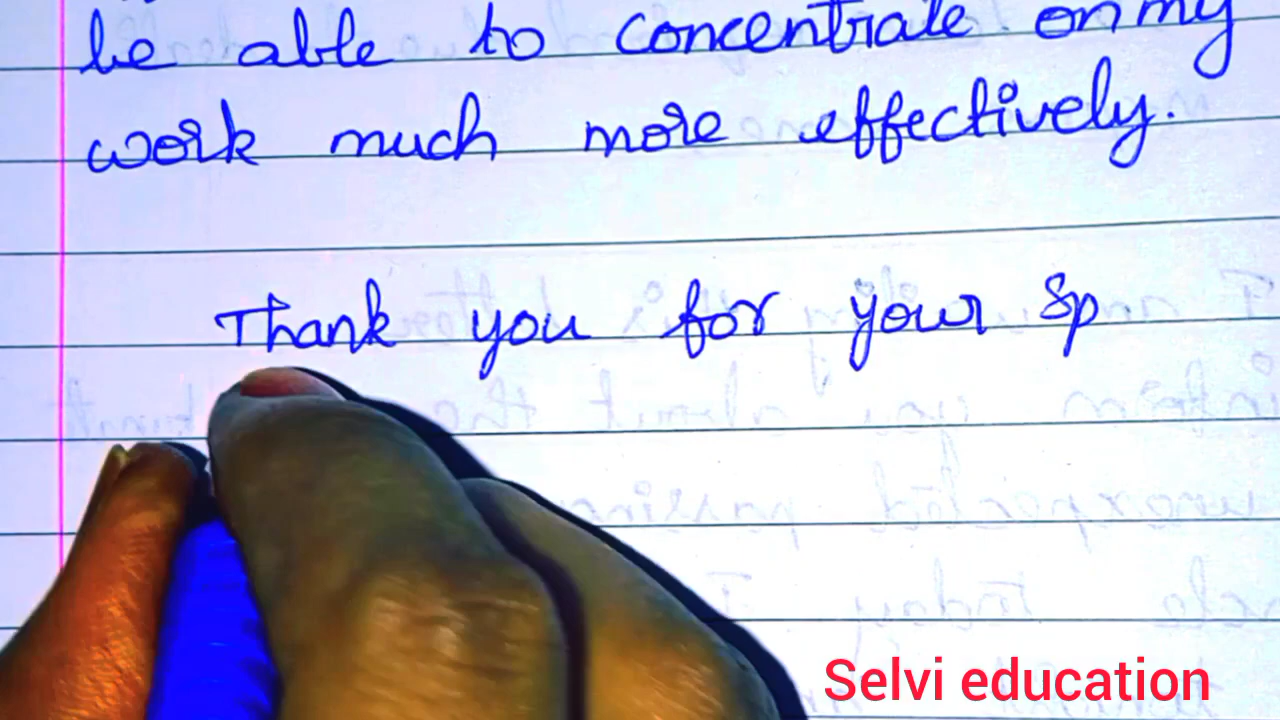 be able to concentrate on my
work much more effectively.
Thank you for your Sp
Selvi education